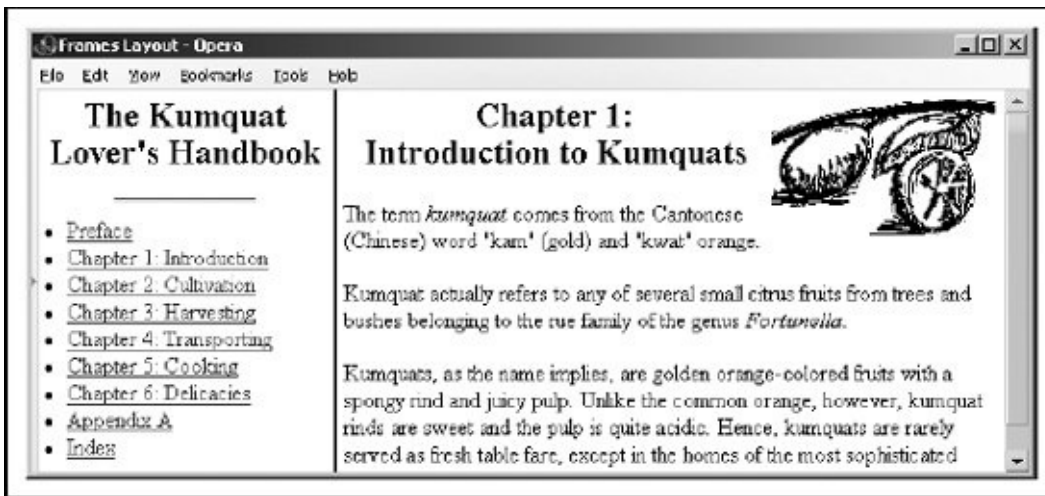 Frames Layout - Opera
File Edit View Bookmarks Tools Help
The Kumquat
Lover's Handbook
Preface
Chapter 1: Introduction
Chapter 2: Cultivation
Chapter 3: Harvesting
Chapter 4: Transporting
Chapter 5: Cooking
Chapter 6: Delicacies
Appendix A
Index
Chapter 1:
Introduction to Kumquats
The term kumquat comes from the Cantonese
(Chinese) word "kam" (gold) and "kwat" orange.
Kumquat actually refers to any of several small citrus fruits from trees and
bushes belonging to the rue family of the genus Fortunella.
Kumquats, as the name implies, are golden orange-colored fruits with a
spongy rind and juicy pulp. Unlike the common orange, however, kumquat
rinds are sweet and the pulp is quite acidic. Hence, kumquats are rarely
served as fresh table fare, except in the homes of the most sophisticated